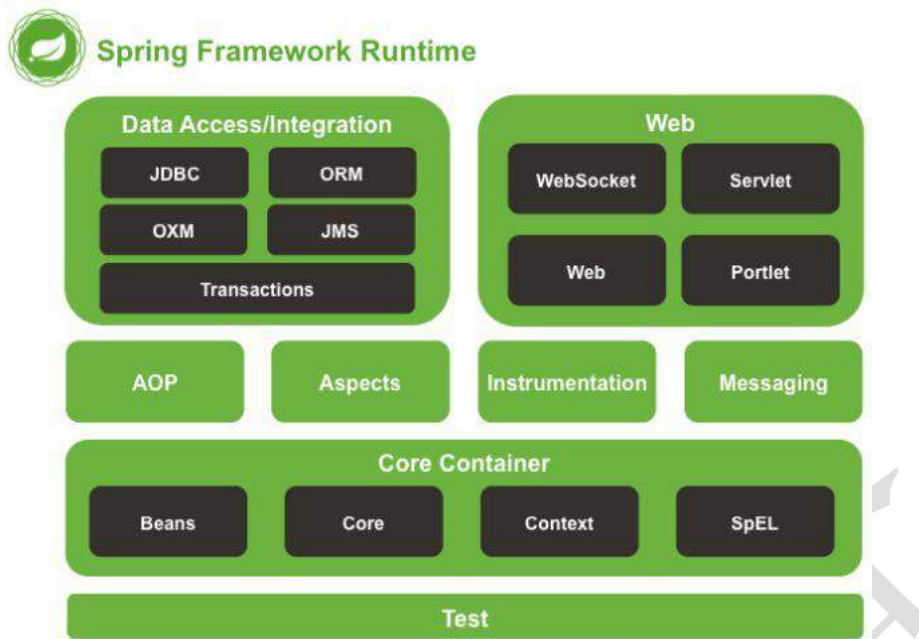 Spring Framework Runtime
Data Access/Integration
JDBC
ORM
OXM
JMS
Transactions
Web
WebSocket
Servlet
Web
Portlet
AOP
Aspects
Instrumentation
Messaging
Core Container
Beans
Core
Context
SpEL
Test